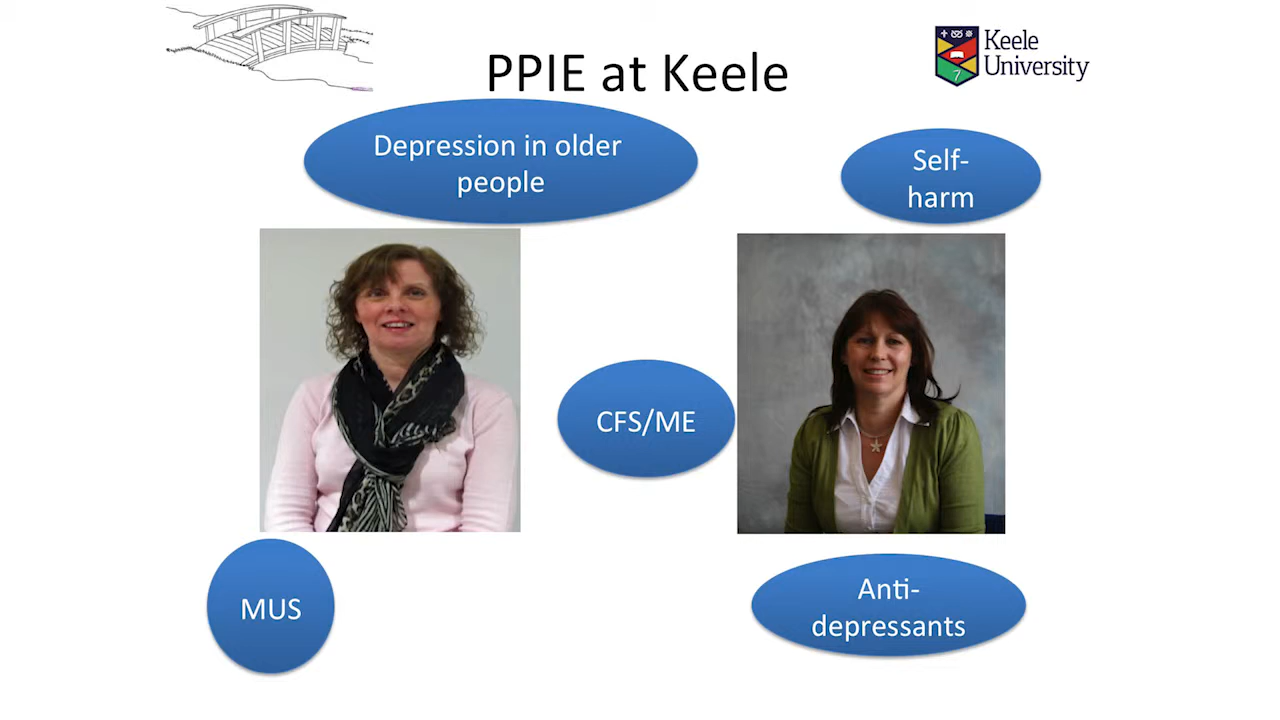 PPIE at Keele
Keele
University
Depression in older
people
Self-
harm
CFS/ME
MUS
Anti-
depressants